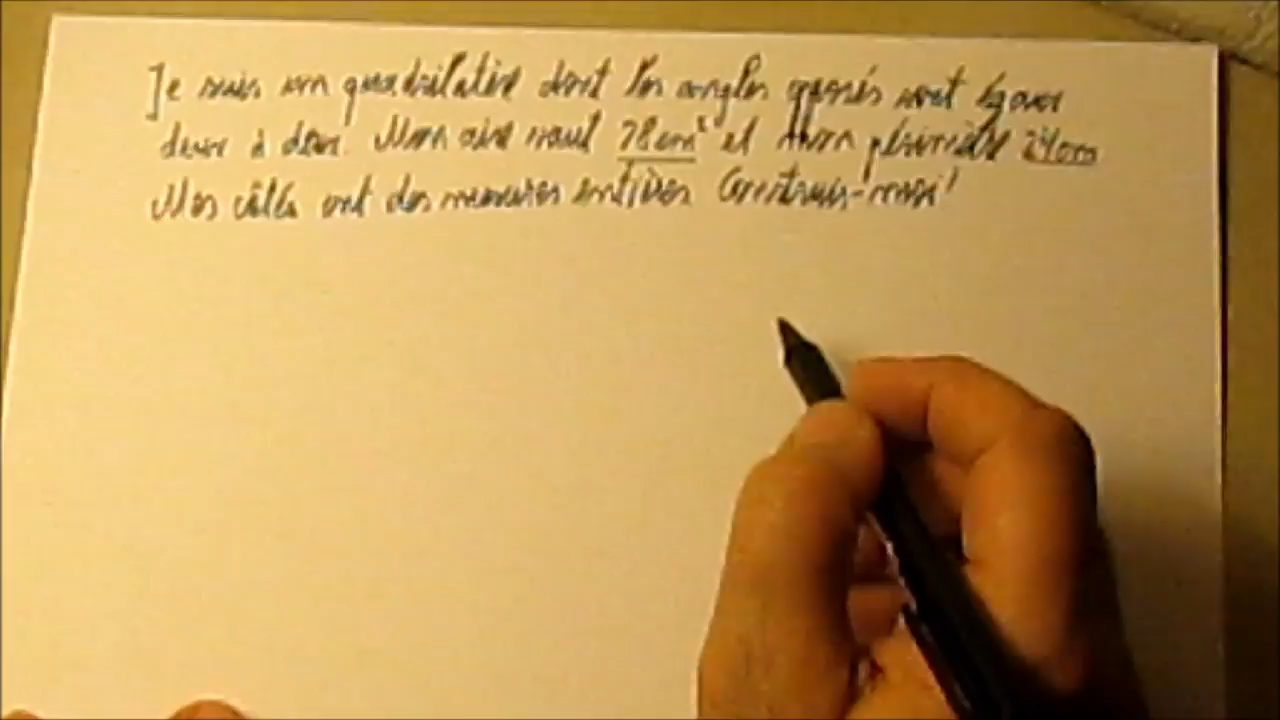 Je suis un quadrilatère dont les angles opposés sont égaux
deux à deux. Mon aire vaut 28cm² et mon périmètre 24cm
Mes côtés ont des mesures entières Construis-moi!